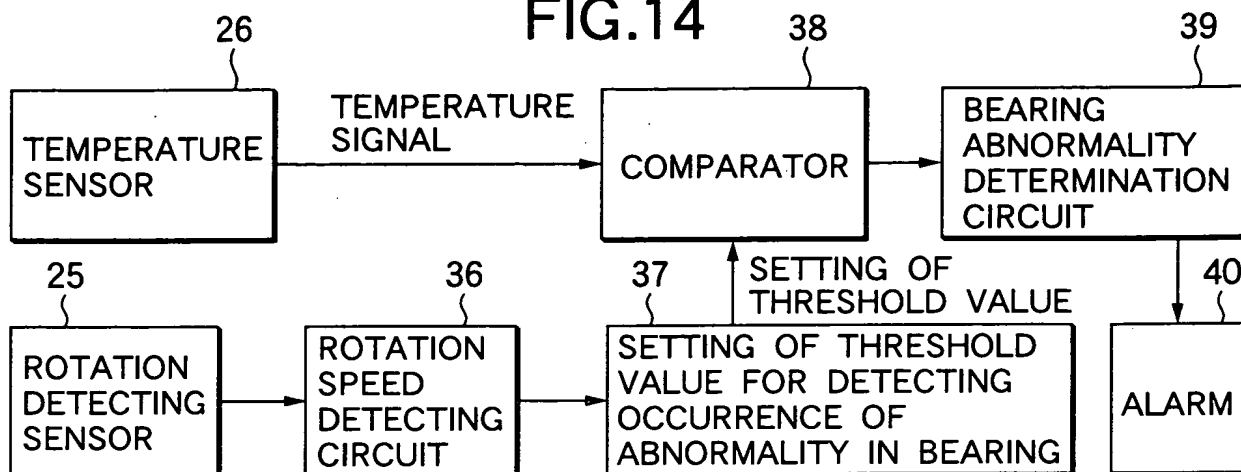 FIG.14
26
38
39
TEMPERATURE
SENSOR
TEMPERATURE
SIGNAL
COMPARATOR
BEARING
ABNORMALITY
DETERMINATION
CIRCUIT
25
36
37
SETTING OF
THRESHOLD VALUE
40
ROTATION
DETECTING
SENSOR
ROTATION
SPEED
DETECTING
CIRCUIT
SETTING OF THRESHOLD
VALUE FOR DETECTING
OCCURRENCE OF
ABNORMALITY IN BEARING
ALARM